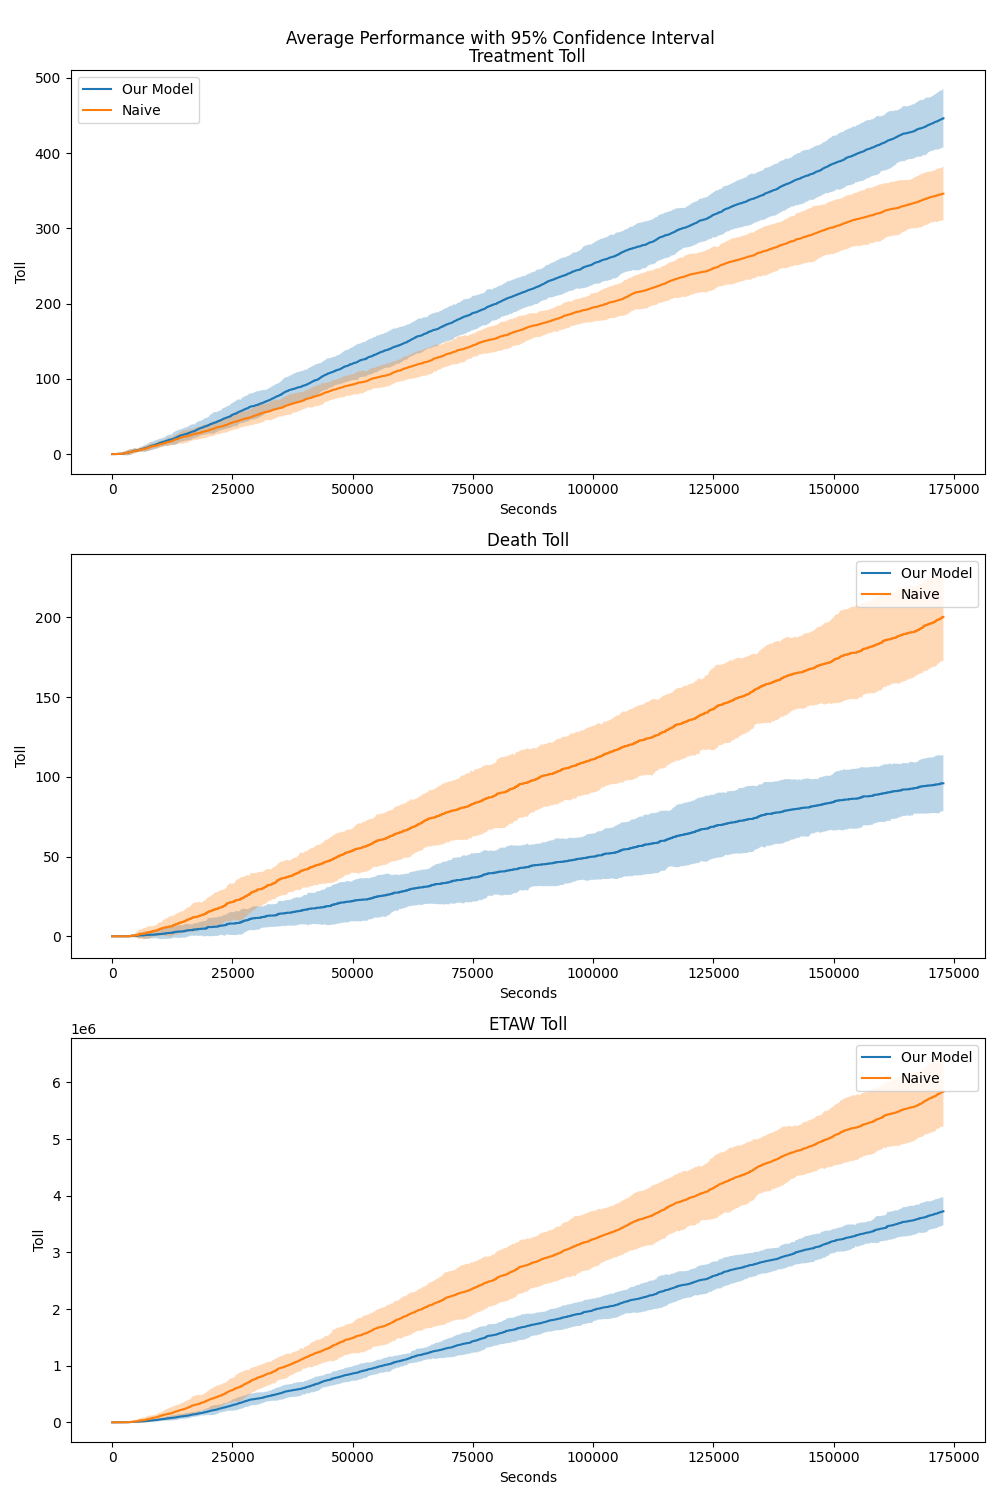 Average Performance with 95% Confidence Interval
Treatment Toll
Our Model
Naive
500
400
300
200
100
0
Toll
0 25000 50000 75000 100000 125000 150000 175000
Seconds
Death Toll
Our Model
Naive
200
150
100
50
0
Toll
0 25000 50000 75000 100000 125000 150000 175000
Seconds
ETAW Toll
1e6
Our Model
Naive
6
5
4
3
2
1
0
Toll
0 25000 50000 75000 100000 125000 150000 175000
Seconds